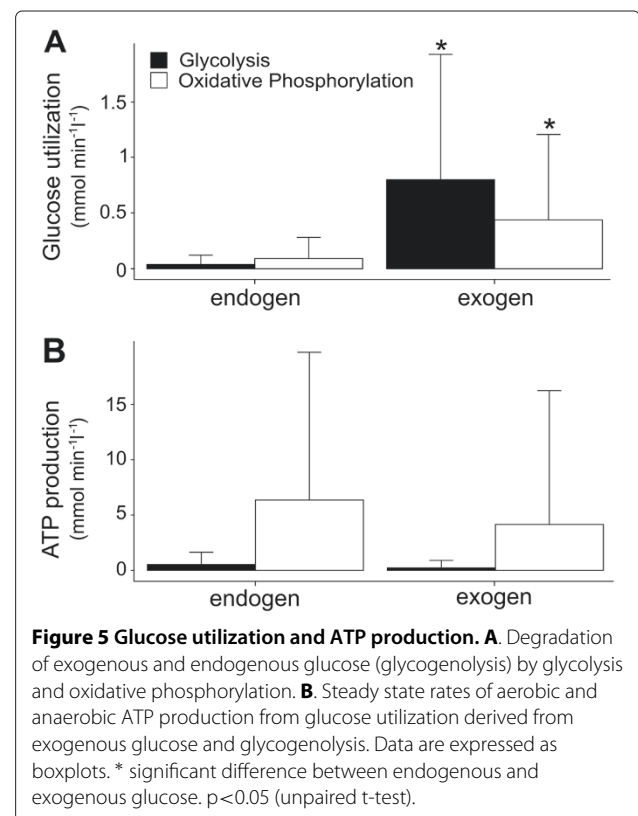 A
Glycolysis
Oxidative Phosphorylation
Glucose utilization
(mmol min⁻¹l⁻¹)
1.5
1
0.5
0
*
*
endogen
exogen
B
ATP production
(mmol min⁻¹l⁻¹)
15
10
5
0
endogen
exogen
Figure 5 Glucose utilization and ATP production. A. Degradation
of exogenous and endogenous glucose (glycogenolysis) by glycolysis
and oxidative phosphorylation. B. Steady state rates of aerobic and
anaerobic ATP production from glucose utilization derived from
exogenous glucose and glycogenolysis. Data are expressed as
boxplots. * significant difference between endogenous and
exogenous glucose. p<0.05 (unpaired t-test).